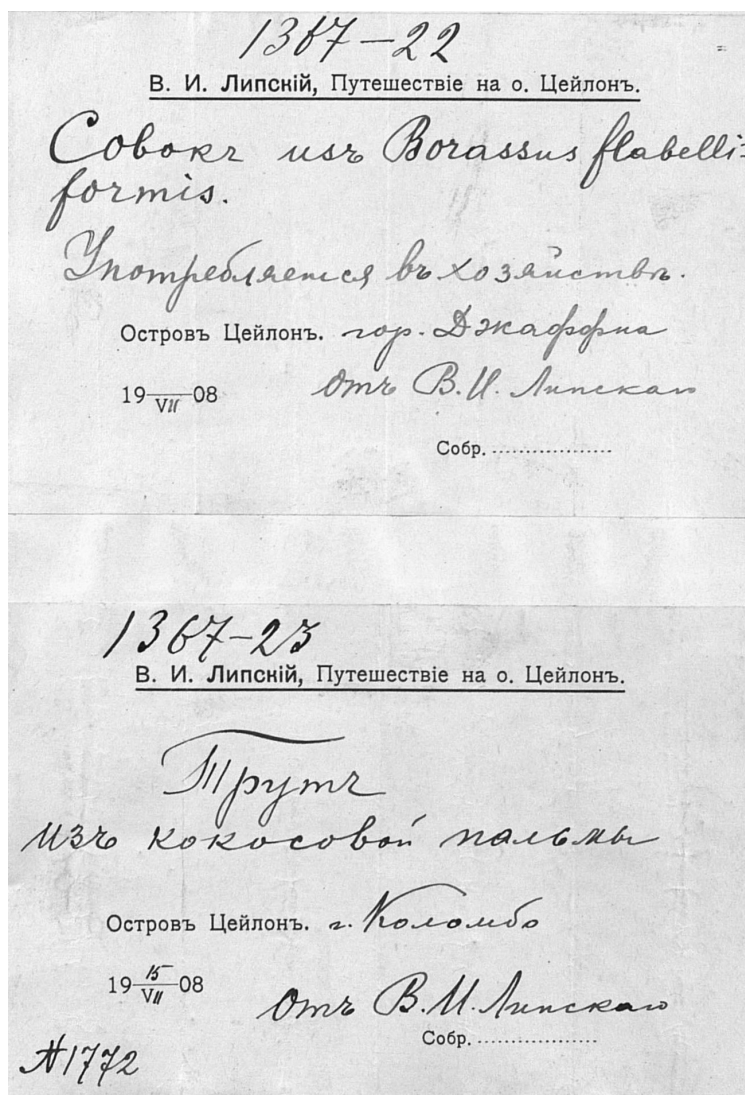 1367-22
В. И. Липскій, Путешествіе на о. Цейлонъ.
Совокъ изъ Borassus flabelli=
formis.
Употребляется въ хозяйствѣ.
Островъ Цейлонъ. гор. Джаффна
19 VII 08 отъ В. И. Липскаго
Собр. ....................
1367-23
В. И. Липскій, Путешествіе на о. Цейлонъ.
Трутъ
изъ кокосовой пальмы
Островъ Цейлонъ. г. Коломбо
19 15/VII 08 отъ В. И. Липскаго
Собр. ....................
№1772